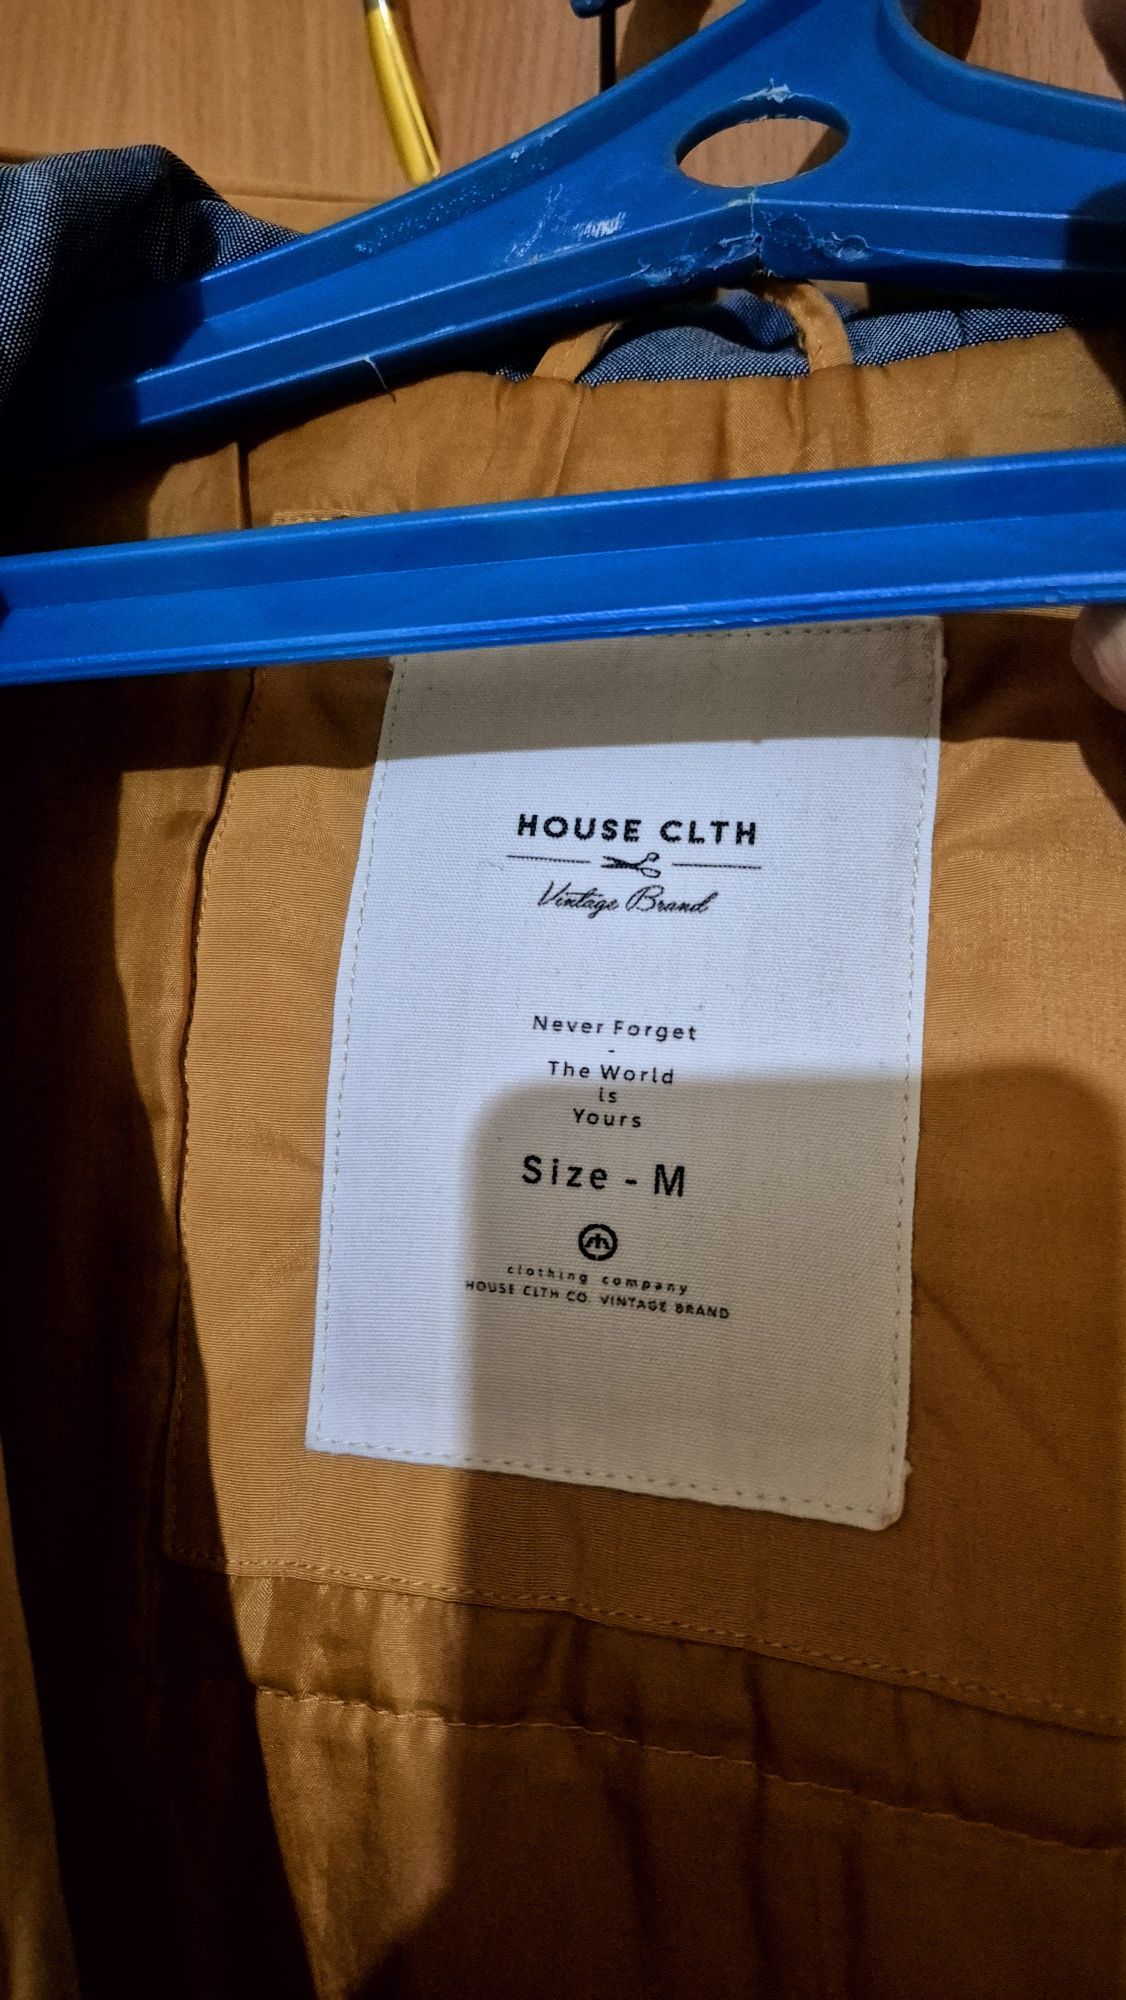 HOUSE CLTH
Vintage Brand
Never Forget
-
The World
is
Yours
Size - M
clothing company
HOUSE CLTH CO. VINTAGE BRAND